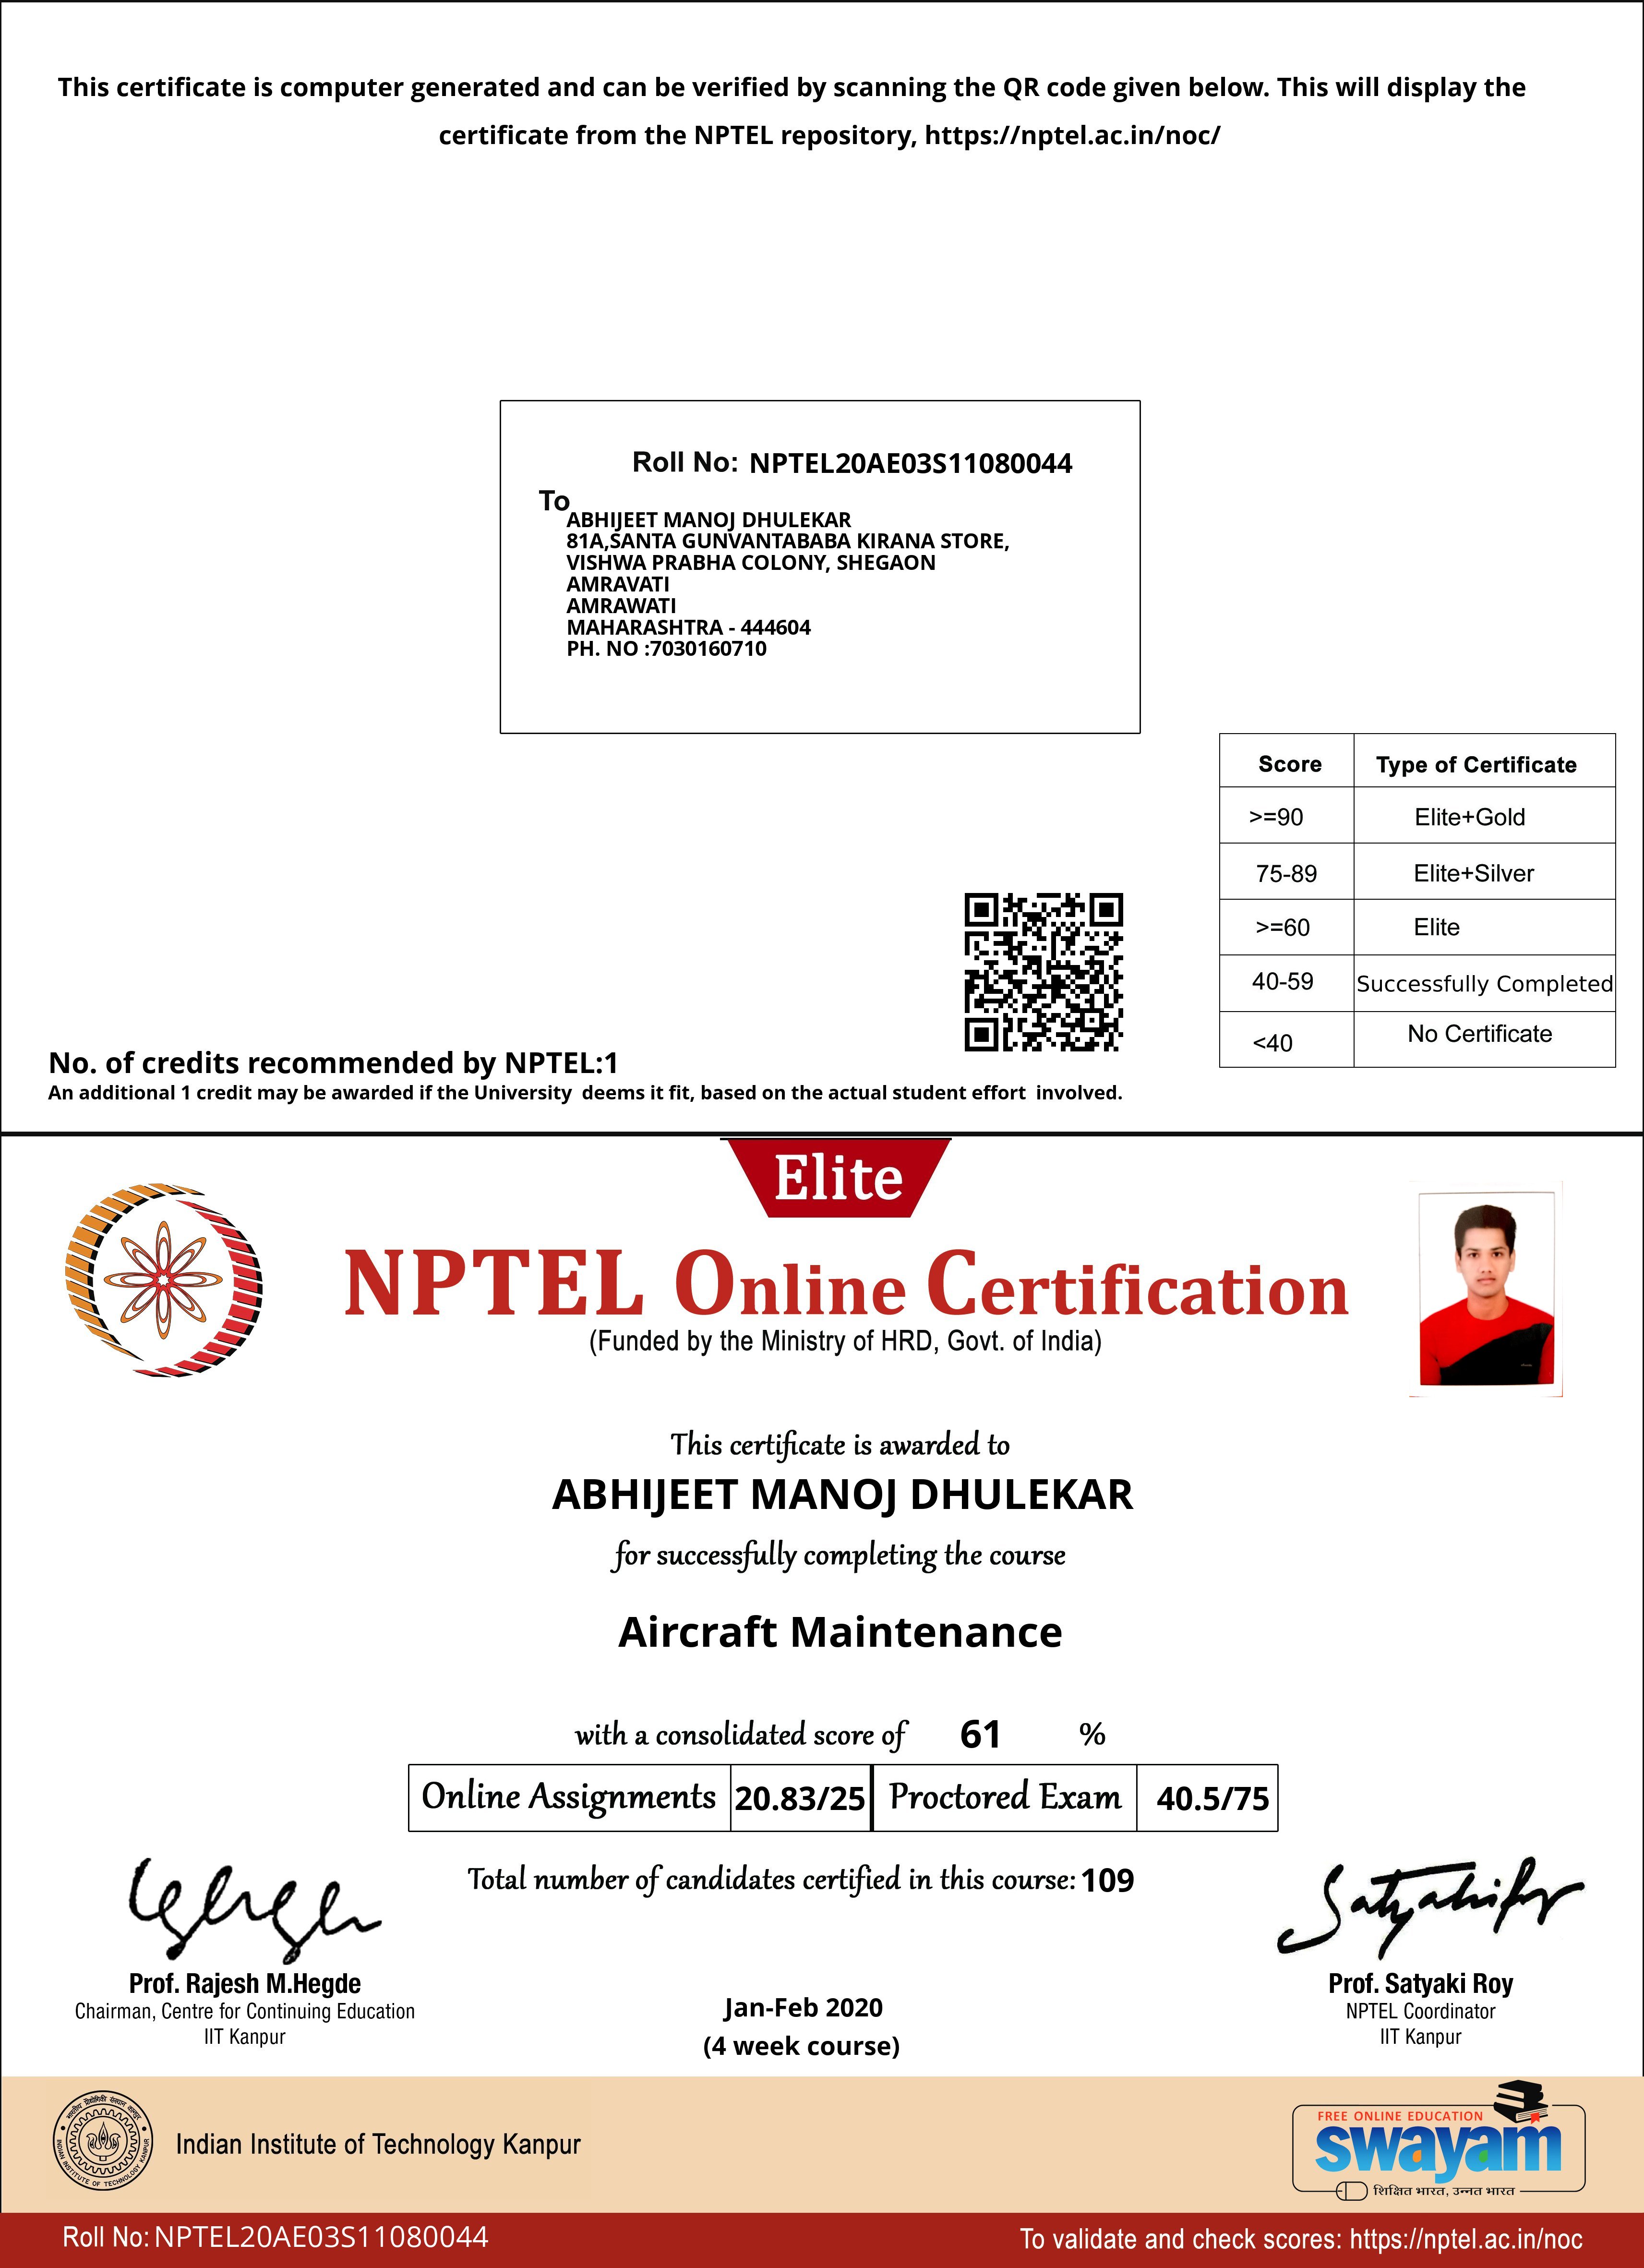 This certificate is computer generated and can be verified by scanning the QR code given below. This will display the
certificate from the NPTEL repository, https://nptel.ac.in/noc/
Roll No: NPTEL20AE03S11080044
To
ABHIJEET MANOJ DHULEKAR
81A,SANTA GUNVANTABABA KIRANA STORE,
VISHWA PRABHA COLONY, SHEGAON
AMRAVATI
AMRAWATI
MAHARASHTRA - 444604
PH. NO :7030160710
Score Type of Certificate
>=90 Elite+Gold
75-89 Elite+Silver
>=60 Elite
40-59 Successfully Completed
<40 No Certificate
No. of credits recommended by NPTEL:1
An additional 1 credit may be awarded if the University deems it fit, based on the actual student effort involved.
Elite
NPTEL Online Certification
(Funded by the Ministry of HRD, Govt. of India)
This certificate is awarded to
ABHIJEET MANOJ DHULEKAR
for successfully completing the course
Aircraft Maintenance
with a consolidated score of 61 %
Online Assignments 20.83/25 Proctored Exam 40.5/75
Total number of candidates certified in this course: 109
Prof. Rajesh M.Hegde
Chairman, Centre for Continuing Education
IIT Kanpur
Jan-Feb 2020
(4 week course)
Prof. Satyaki Roy
NPTEL Coordinator
IIT Kanpur
भारतीय प्रौद्योगिकी संस्थान कानपुर
INDIAN INSTITUTE OF TECHNOLOGY KANPUR
Indian Institute of Technology Kanpur
FREE ONLINE EDUCATION
swayam
शिक्षित भारत, उन्नत भारत
Roll No: NPTEL20AE03S11080044
To validate and check scores: https://nptel.ac.in/noc